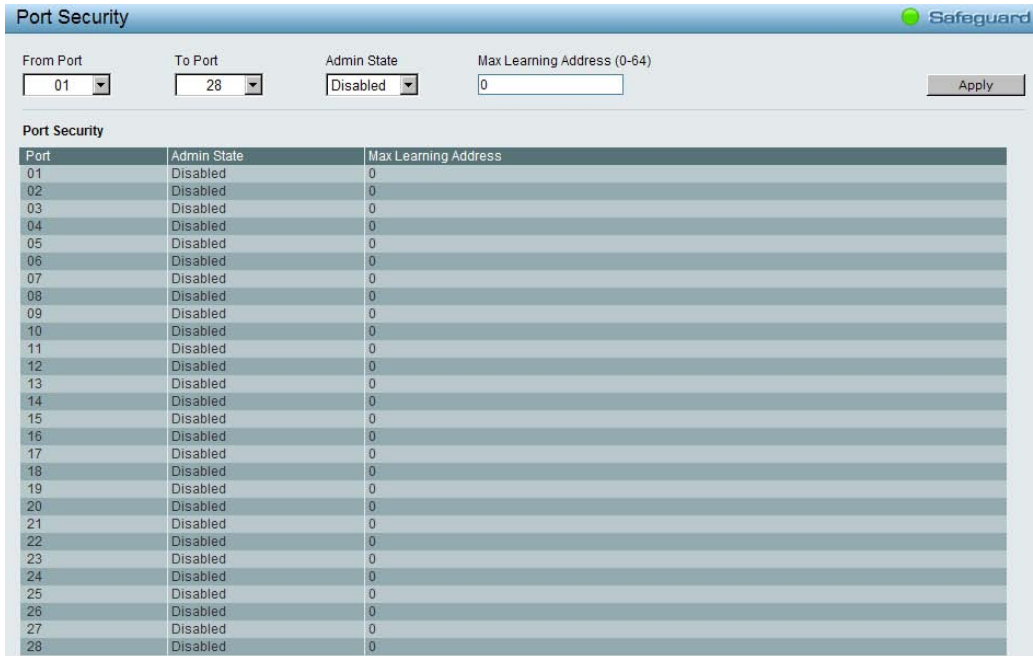 Port Security
Safeguard
From Port To Port Admin State Max Learning Address (0-64)
01 28 Disabled 0 Apply
Port Security
Port Admin State Max Learning Address
01 Disabled 0
02 Disabled 0
03 Disabled 0
04 Disabled 0
05 Disabled 0
06 Disabled 0
07 Disabled 0
08 Disabled 0
09 Disabled 0
10 Disabled 0
11 Disabled 0
12 Disabled 0
13 Disabled 0
14 Disabled 0
15 Disabled 0
16 Disabled 0
17 Disabled 0
18 Disabled 0
19 Disabled 0
20 Disabled 0
21 Disabled 0
22 Disabled 0
23 Disabled 0
24 Disabled 0
25 Disabled 0
26 Disabled 0
27 Disabled 0
28 Disabled 0